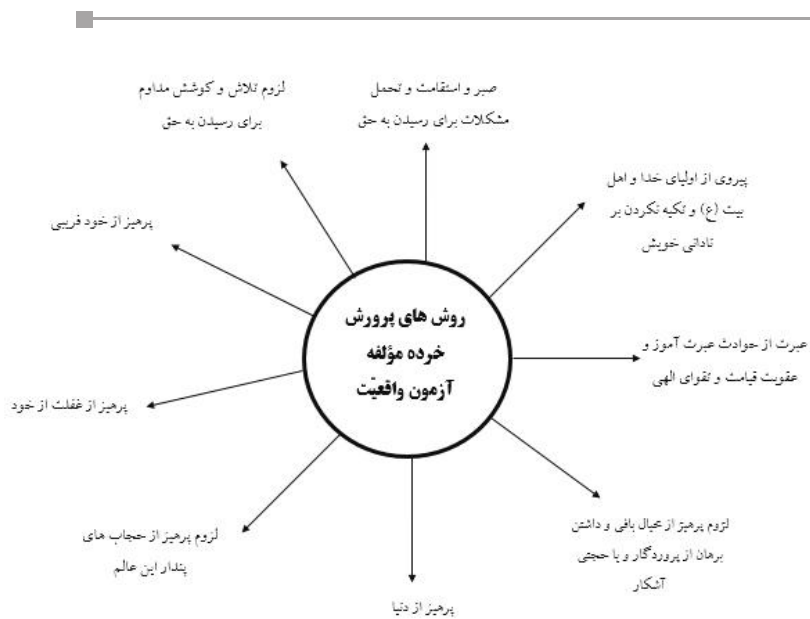 روش های پرورش
خرده مؤلفه
آزمون واقعیّت
صبر و استقامت و تحمل
مشکلات برای رسیدن به حق
پیروی از اولیای خدا و اهل
بیت (ع) و تکیه نکردن بر
نادانی خویش
عبرت از حوادث عبرت آموز و
عقوبت قیامت و تقوای الهی
لزوم پرهیز از خیال بافی و داشتن
برهان از پروردگار و یا حجتی
آشکار
پرهیز از دنیا
لزوم پرهیز از حجاب های
پندار این عالم
پرهیز از غفلت از خود
پرهیز از خود فریبی
لزوم تلاش و کوشش مداوم
برای رسیدن به حق